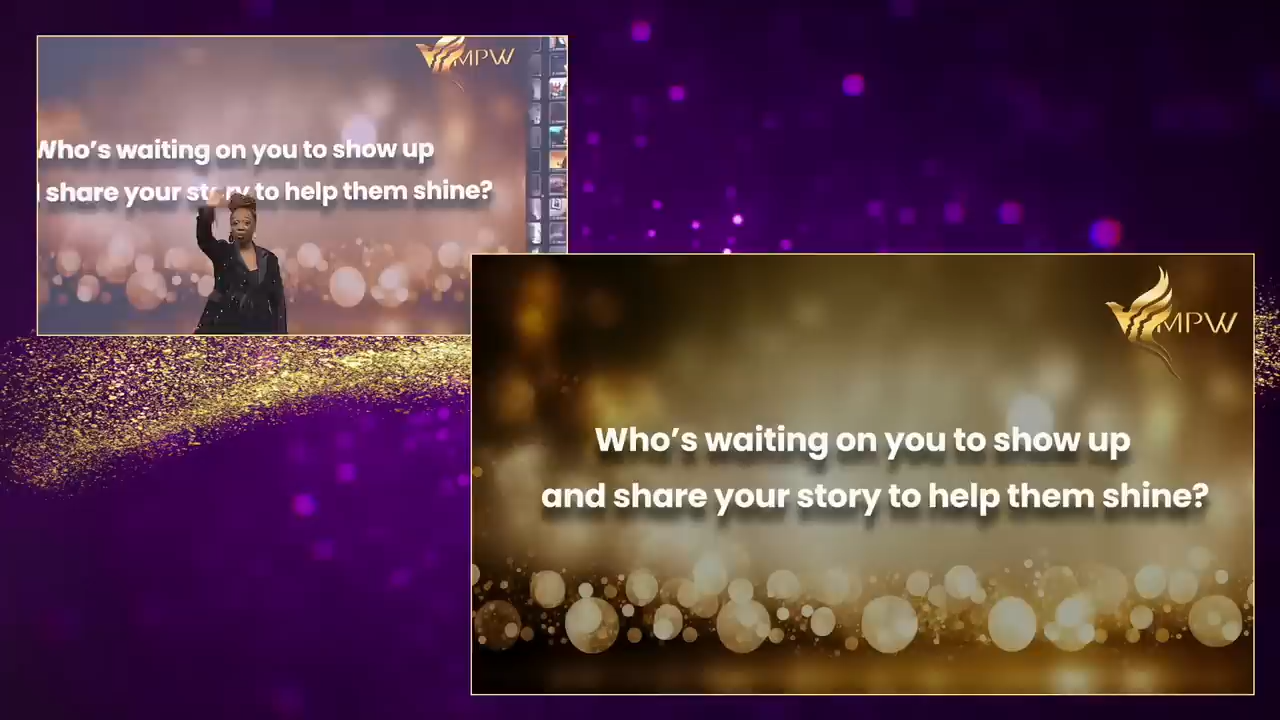 MPW
Who's waiting on you to show up
share your story to help them shine?
MPW
Who's waiting on you to show up
and share your story to help them shine?